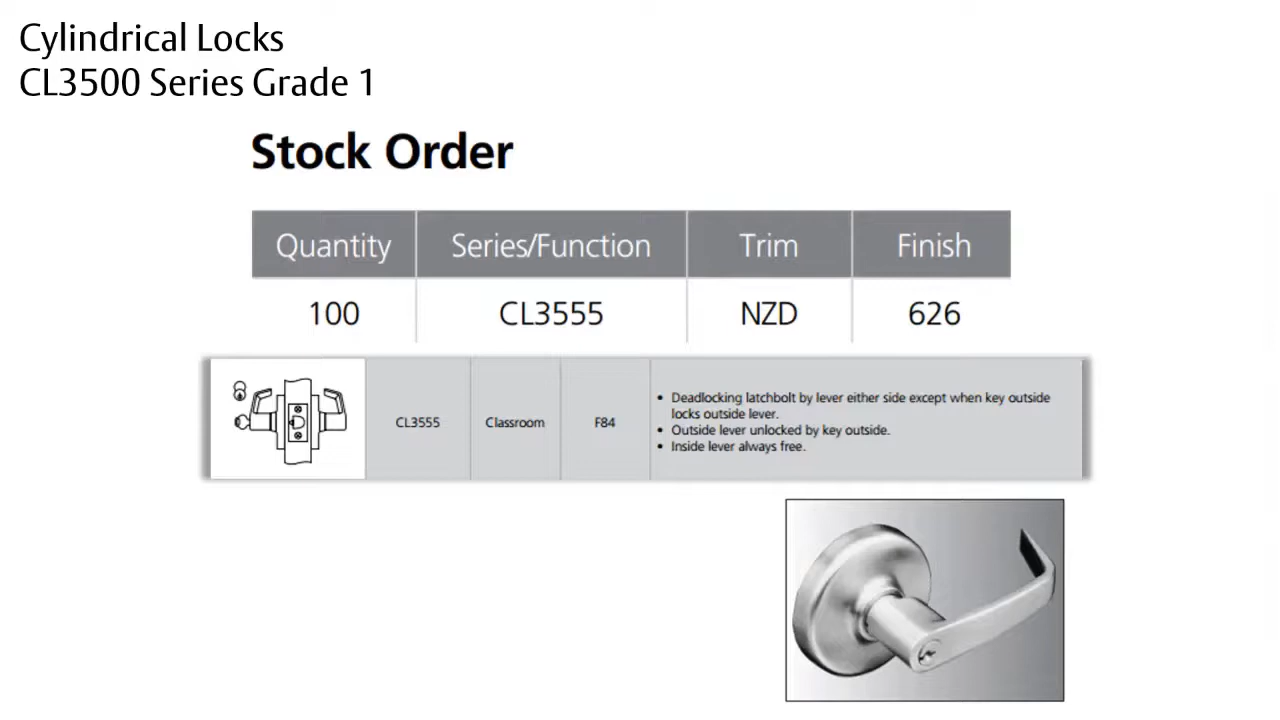 Cylindrical Locks
CL3500 Series Grade 1
Stock Order
Quantity Series/Function Trim Finish
100 CL3555 NZD 626
CL3555 Classroom F84
• Deadlocking latchbolt by lever either side except when key outside
locks outside lever.
• Outside lever unlocked by key outside.
• Inside lever always free.